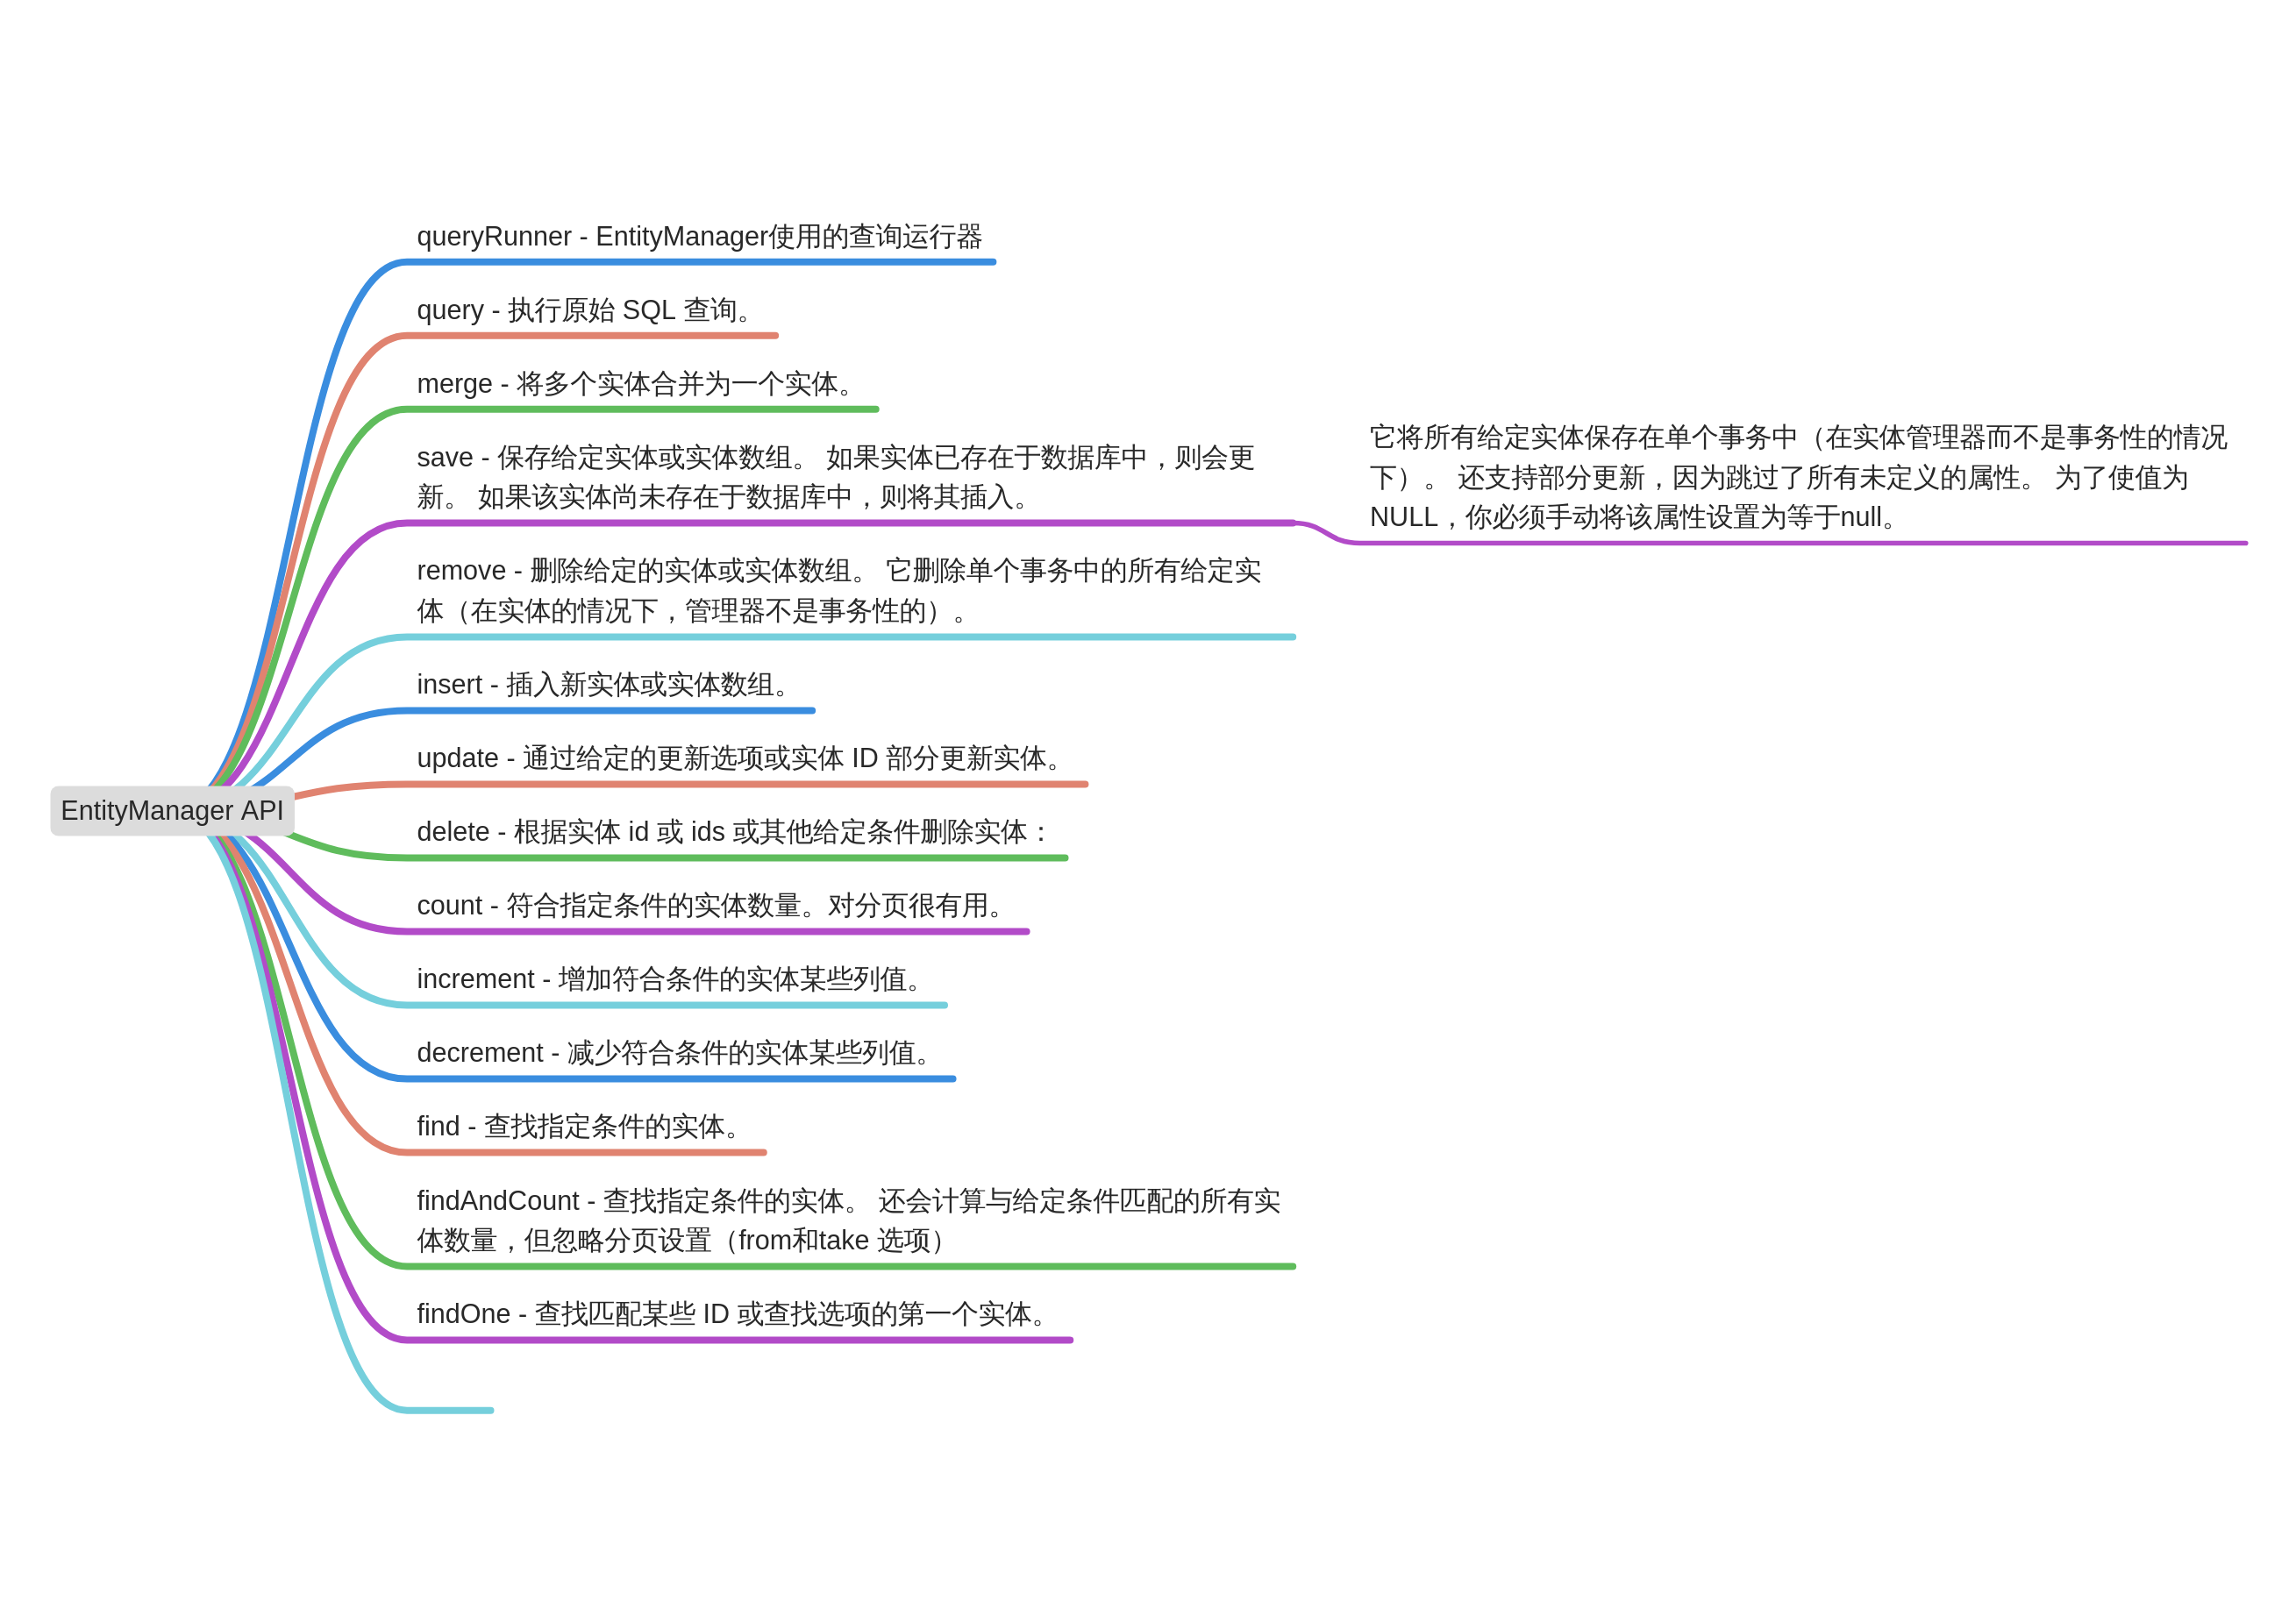 queryRunner - EntityManager使用的查询运行器
query - 执行原始 SQL 查询。
merge - 将多个实体合并为一个实体。
save - 保存给定实体或实体数组。 如果实体已存在于数据库中，则会更
新。 如果该实体尚未存在于数据库中，则将其插入。
它将所有给定实体保存在单个事务中（在实体管理器而不是事务性的情况
下）。 还支持部分更新，因为跳过了所有未定义的属性。 为了使值为
NULL，你必须手动将该属性设置为等于null。
remove - 删除给定的实体或实体数组。 它删除单个事务中的所有给定实
体（在实体的情况下，管理器不是事务性的）。
insert - 插入新实体或实体数组。
update - 通过给定的更新选项或实体 ID 部分更新实体。
EntityManager API
delete - 根据实体 id 或 ids 或其他给定条件删除实体：
count - 符合指定条件的实体数量。对分页很有用。
increment - 增加符合条件的实体某些列值。
decrement - 减少符合条件的实体某些列值。
find - 查找指定条件的实体。
findAndCount - 查找指定条件的实体。 还会计算与给定条件匹配的所有实
体数量，但忽略分页设置（from和take 选项）
findOne - 查找匹配某些 ID 或查找选项的第一个实体。